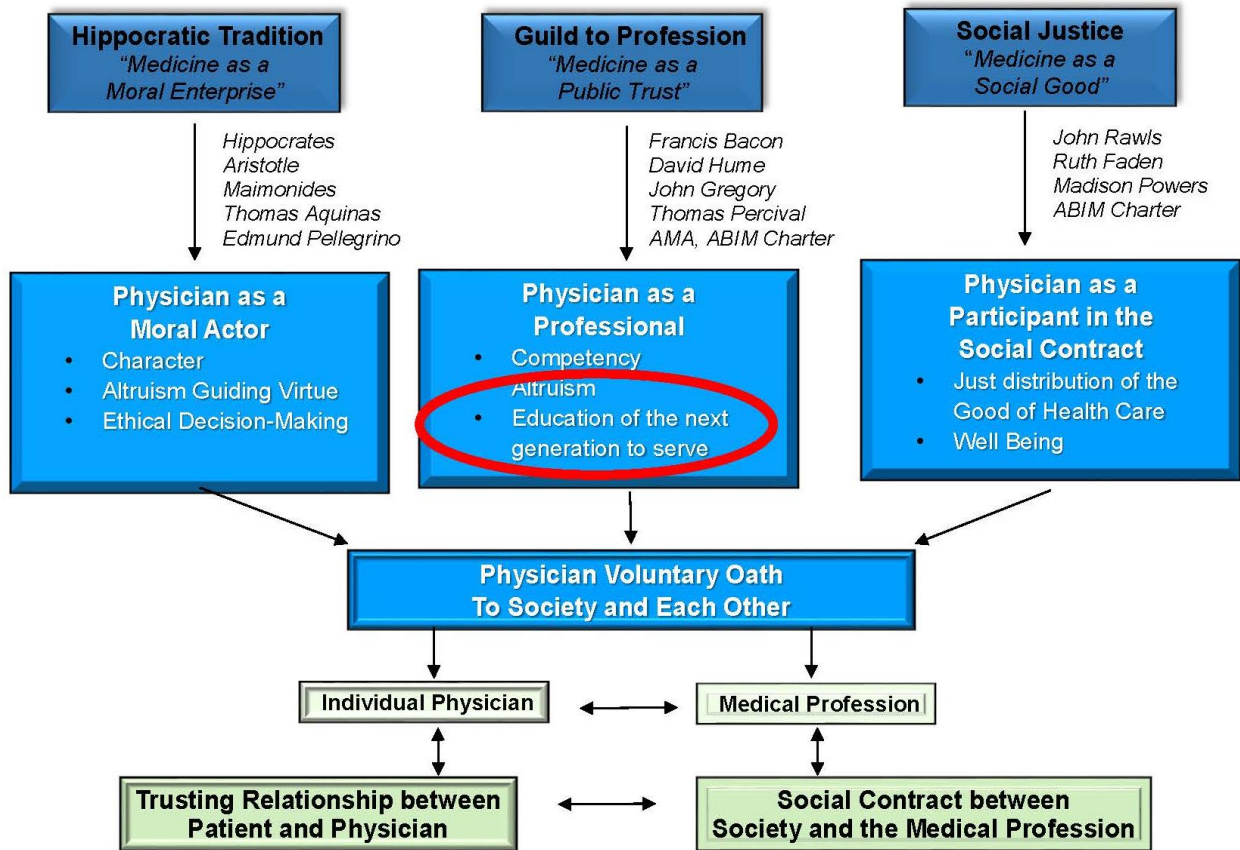 Hippocratic Tradition
“Medicine as a
Moral Enterprise”
Guild to Profession
“Medicine as a
Public Trust”
Social Justice
“Medicine as a
Social Good”
Hippocrates
Aristotle
Maimonides
Thomas Aquinas
Edmund Pellegrino
Francis Bacon
David Hume
John Gregory
Thomas Percival
AMA, ABIM Charter
John Rawls
Ruth Faden
Madison Powers
ABIM Charter
Physician as a
Moral Actor
• Character
• Altruism Guiding Virtue
• Ethical Decision-Making
Physician as a
Professional
• Competency
Altruism
• Education of the next
generation to serve
Physician as a
Participant in the
Social Contract
• Just distribution of the
Good of Health Care
• Well Being
Physician Voluntary Oath
To Society and Each Other
Individual Physician
Medical Profession
Trusting Relationship between
Patient and Physician
Social Contract between
Society and the Medical Profession